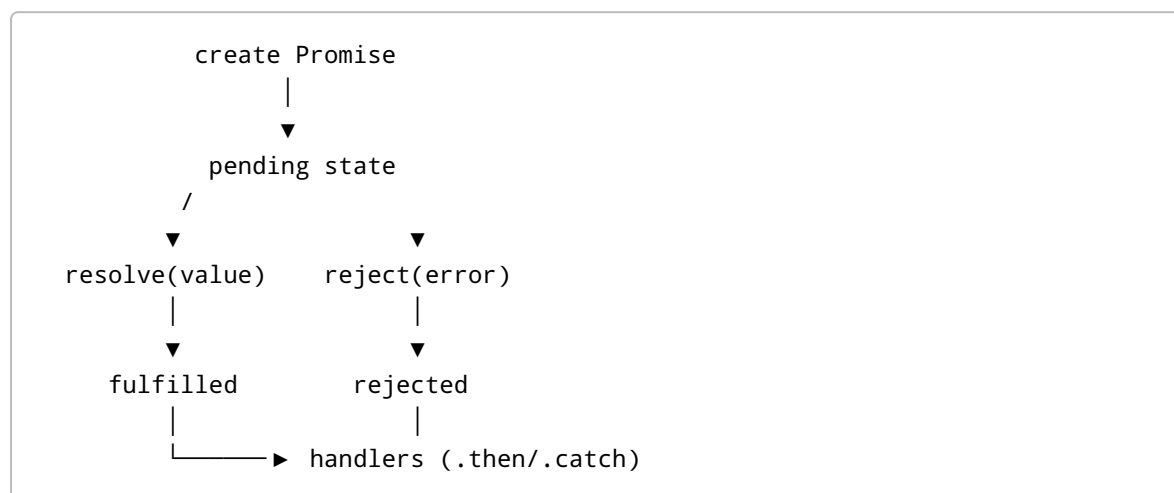 create Promise
│
▼
pending state
/
▼ ▼
resolve(value) reject(error)
│ │
▼ ▼
fulfilled rejected
│ │
└──────► handlers (.then/.catch)